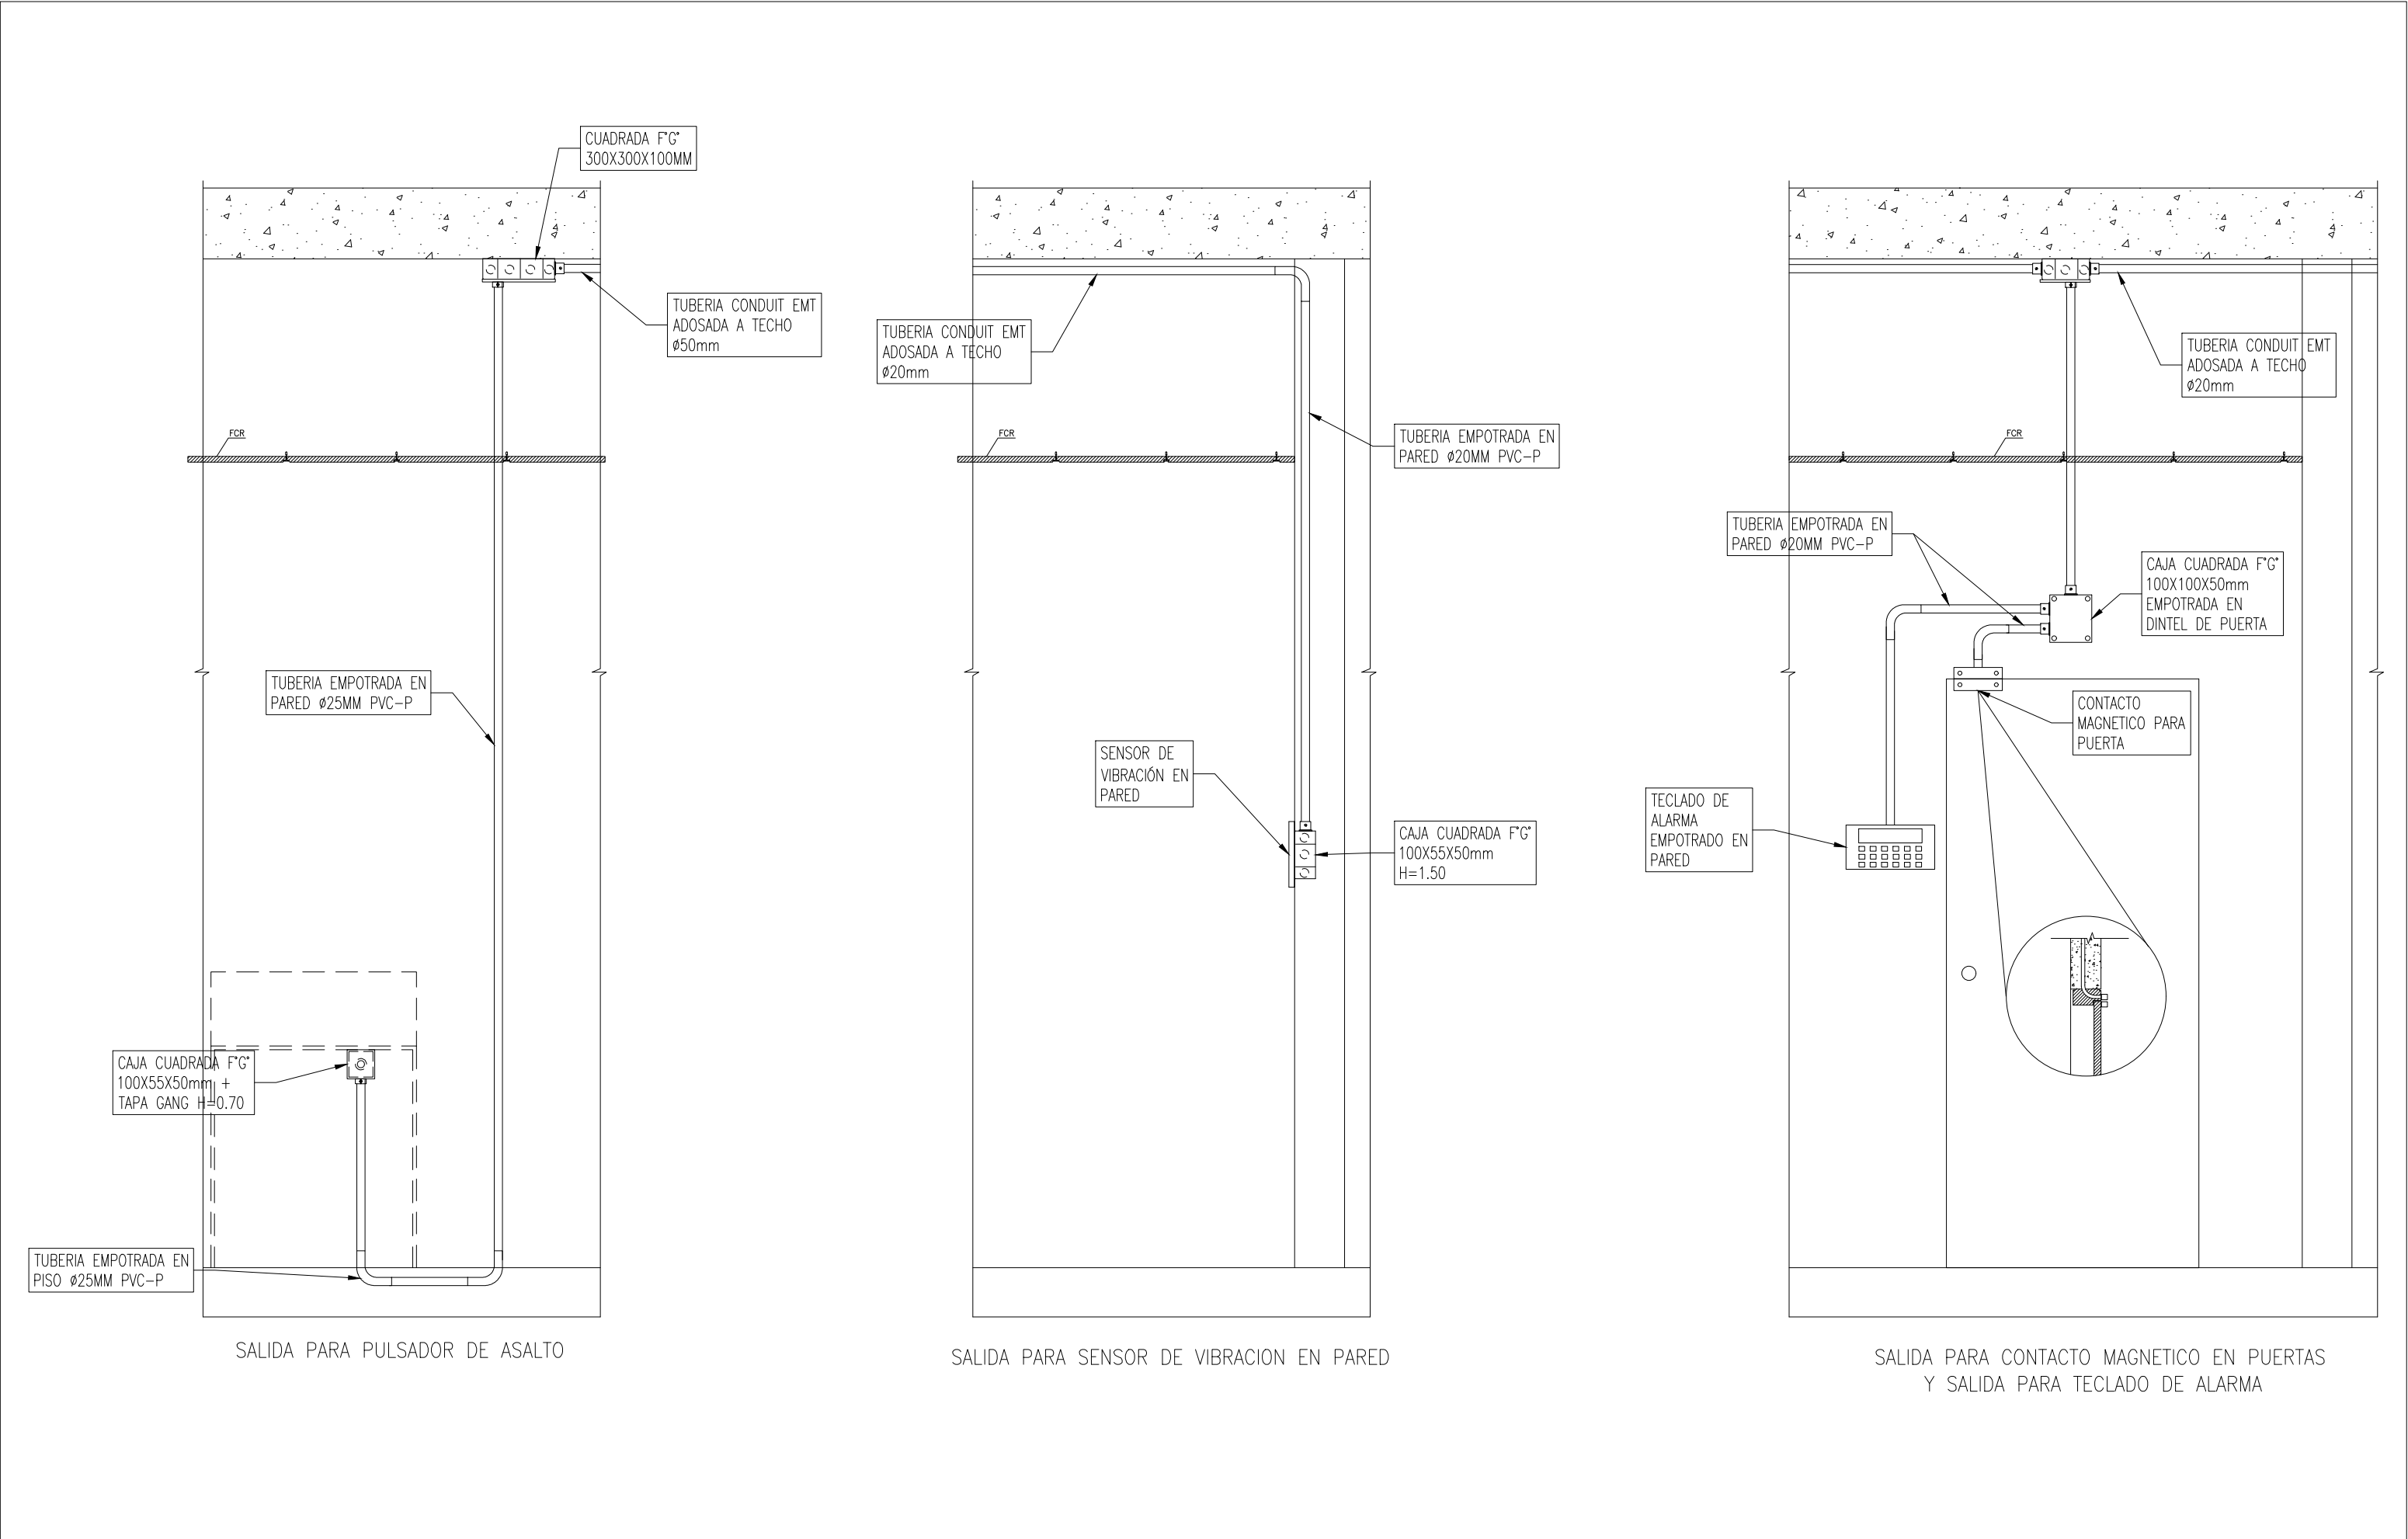 CUADRADA F°G°
300X300X100MM
TUBERIA CONDUIT EMT
ADOSADA A TECHO
ø50mm
FCR
TUBERIA EMPOTRADA EN
PARED ø25MM PVC-P
CAJA CUADRADA F°G°
100X55X50mm +
TAPA GANG H=0.70
TUBERIA EMPOTRADA EN
PISO ø25MM PVC-P
SALIDA PARA PULSADOR DE ASALTO
TUBERIA CONDUIT EMT
ADOSADA A TECHO
ø20mm
FCR
TUBERIA EMPOTRADA EN
PARED ø20MM PVC-P
SENSOR DE
VIBRACIÓN EN
PARED
CAJA CUADRADA F°G°
100X55X50mm
H=1.50
SALIDA PARA SENSOR DE VIBRACION EN PARED
TUBERIA CONDUIT EMT
ADOSADA A TECHO
ø20mm
FCR
TUBERIA EMPOTRADA EN
PARED ø20MM PVC-P
CAJA CUADRADA F°G°
100X100X50mm
EMPOTRADA EN
DINTEL DE PUERTA
CONTACTO
MAGNETICO PARA
PUERTA
TECLADO DE
ALARMA
EMPOTRADO EN
PARED
SALIDA PARA CONTACTO MAGNETICO EN PUERTAS
Y SALIDA PARA TECLADO DE ALARMA